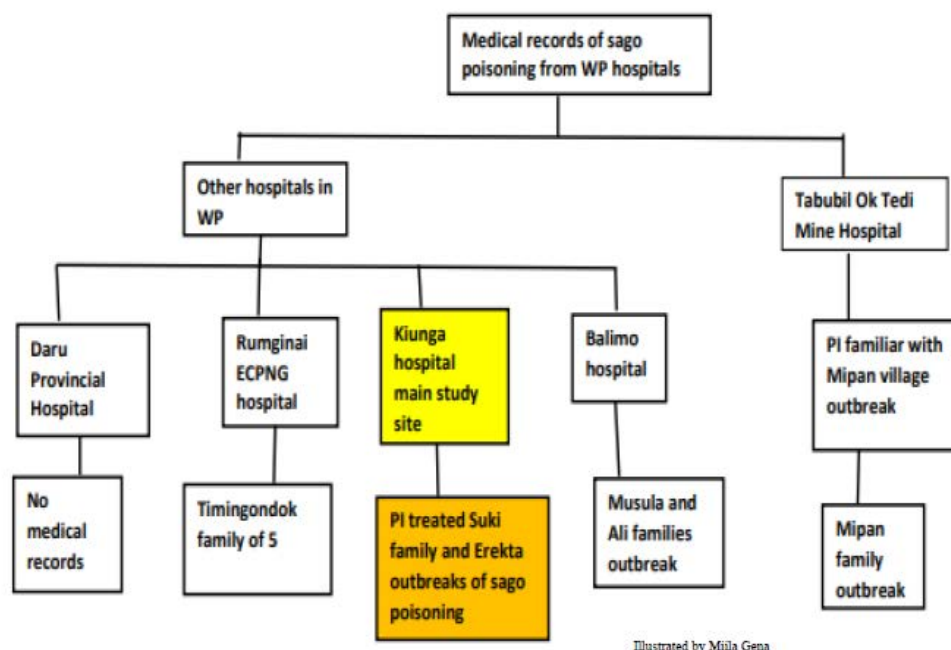 Medical records of sago
poisoning from WP hospitals
Other hospitals in
WP
Tabubil Ok Tedi
Mine Hospital
Daru
Provincial
Hospital
Rumginai
ECPNG
hospital
Kiunga
hospital
main study
site
Balimo
hospital
PI familiar with
Mipan village
outbreak
No
medical
records
Timingondok
family of 5
PI treated Suki
family and Erekta
outbreaks of sago
poisoning
Musula and
Ali families
outbreak
Mipan
family
outbreak
Illustrated by Miila Gena